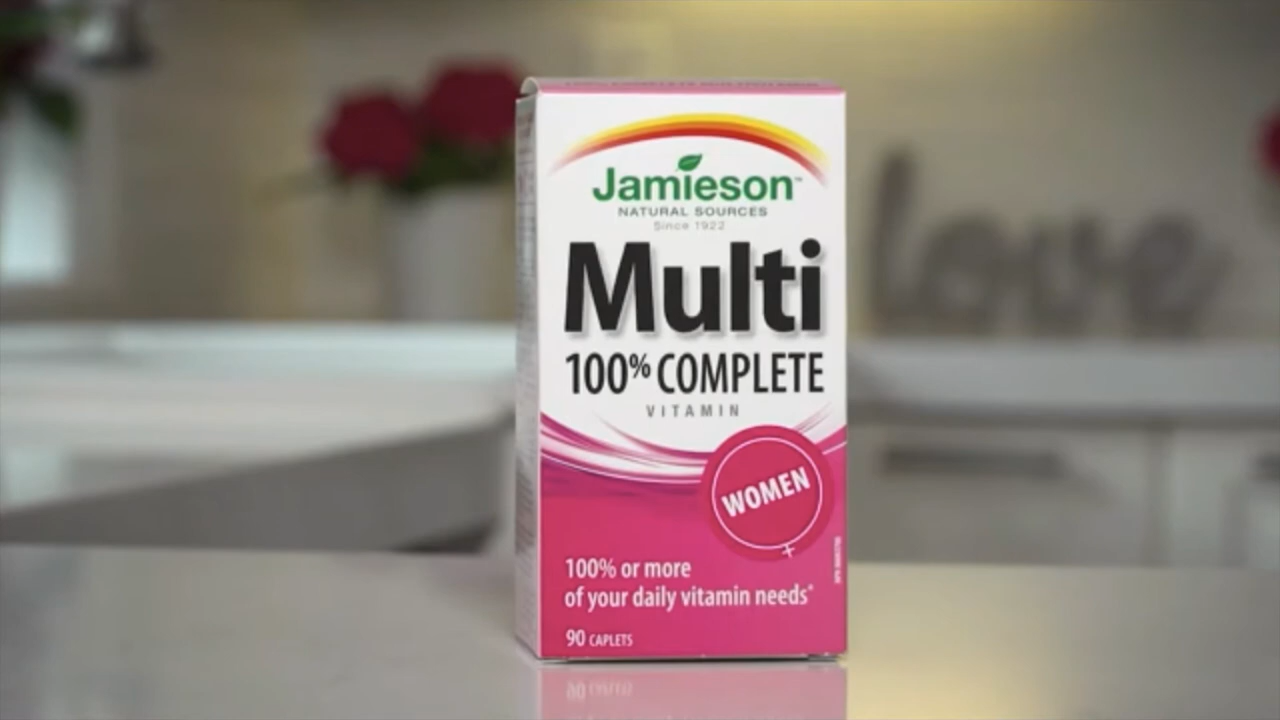 Jamieson™
NATURAL SOURCES
Since 1922
Multi
100% COMPLETE
VITAMIN
WOMEN
100% or more
of your daily vitamin needs*
90 CAPLETS
love